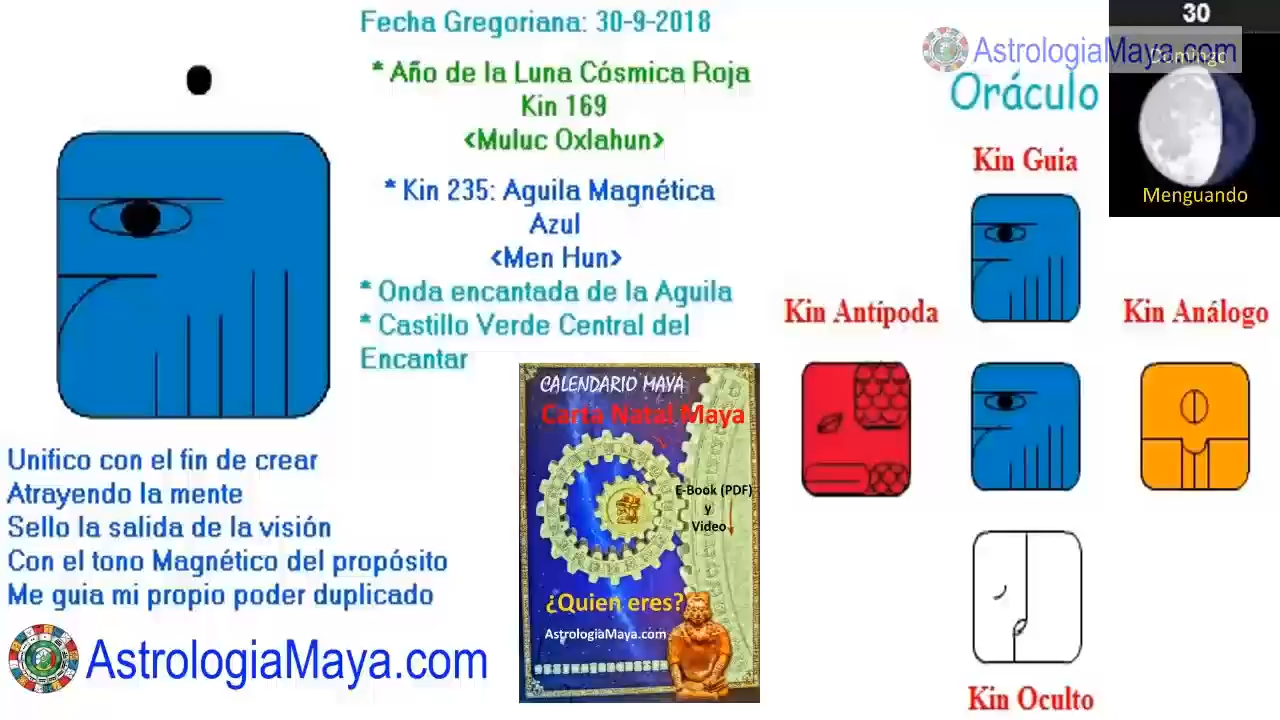 Fecha Gregoriana: 30-9-2018
* Año de la Luna Cósmica Roja
Kin 169
<Muluc Oxlahun>
* Kin 235: Aguila Magnética
Azul
<Men Hun>
* Onda encantada de la Aguila
* Castillo Verde Central del
Encantar
Unifico con el fin de crear
Atrayendo la mente
Sello la salida de la visión
Con el tono Magnético del propósito
Me guia mi propio poder duplicado
AstrologiaMaya.com
CALENDARIO MAYA
Carta Natal Maya
E-Book (PDF)
y
Video
¿Quien eres?
AstrologiaMaya.com
30
AstrologiaMaya.com
Domingo
Oráculo
Menguando
Kin Guia
Kin Antípoda
Kin Análogo
Kin Oculto